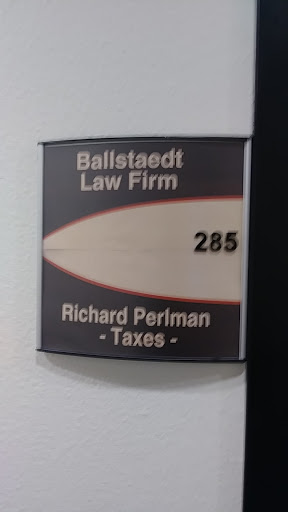 Ballstaedt
Law Firm
285
Richard Perlman
- Taxes -